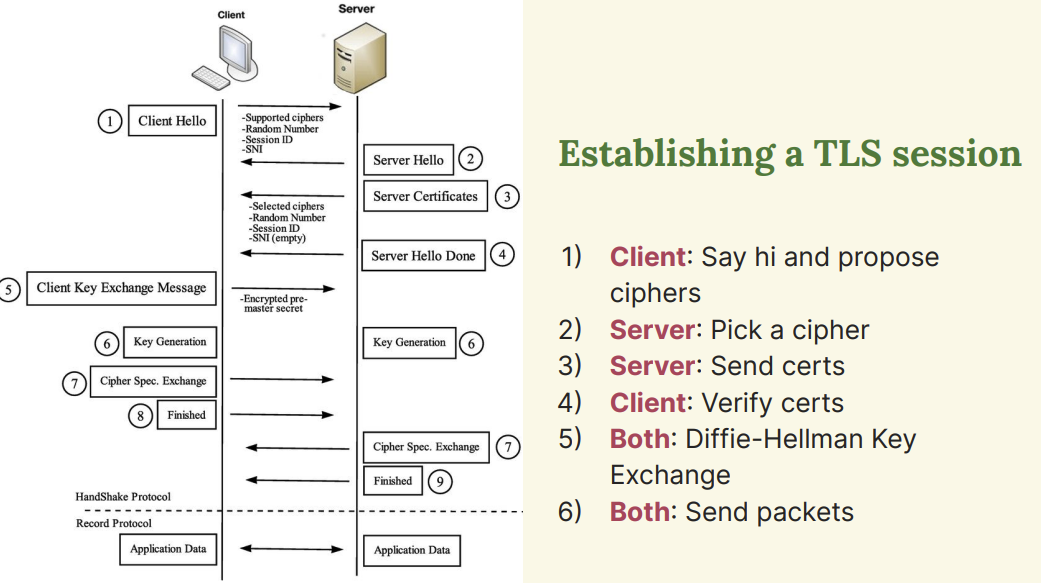 Client
Server
1
Client Hello
-Supported ciphers
-Random Number
-Session ID
-SNI
Server Hello
2
Server Certificates
3
-Selected ciphers
-Random Number
-Session ID
-SNI (empty)
Server Hello Done
4
5
Client Key Exchange Message
-Encrypted pre-
master secret
6
Key Generation
Key Generation
6
7
Cipher Spec. Exchange
8
Finished
Cipher Spec. Exchange
7
Finished
9
HandShake Protocol
Record Protocol
Application Data
Application Data
Establishing a TLS session
1) Client: Say hi and propose
ciphers
2) Server: Pick a cipher
3) Server: Send certs
4) Client: Verify certs
5) Both: Diffie-Hellman Key
Exchange
6) Both: Send packets